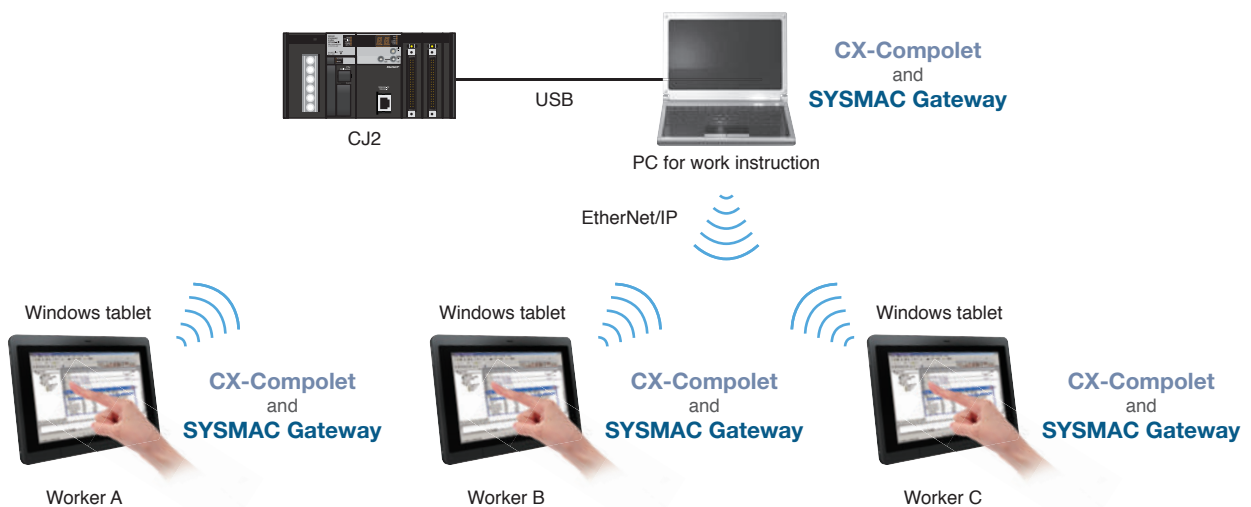 CX-Compolet
and
SYSMAC Gateway
USB
CJ2
PC for work instruction
EtherNet/IP
Windows tablet
Windows tablet
Windows tablet
CX-Compolet
and
SYSMAC Gateway
CX-Compolet
and
SYSMAC Gateway
CX-Compolet
and
SYSMAC Gateway
Worker A
Worker B
Worker C